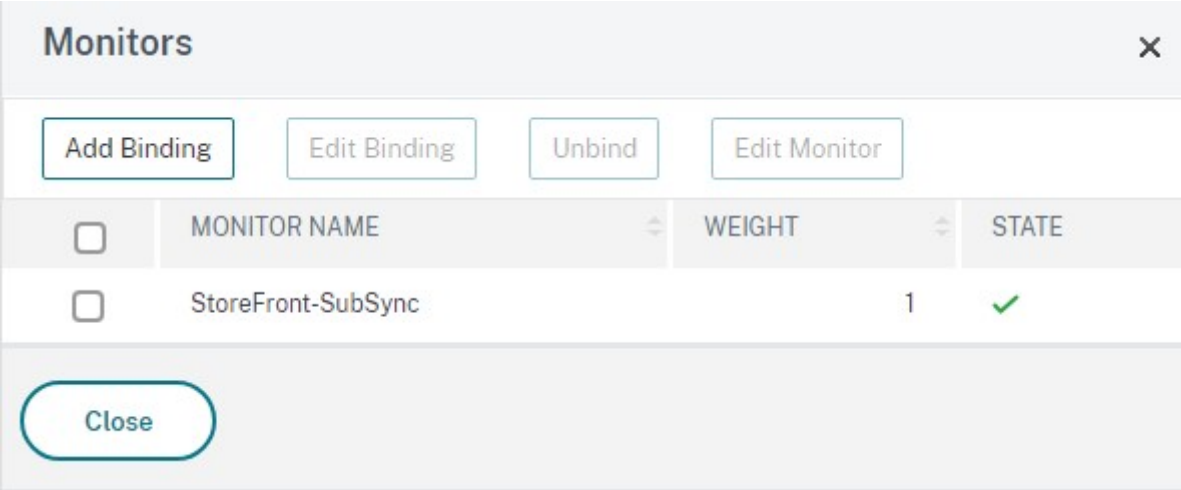 Monitors
Add Binding Edit Binding Unbind Edit Monitor
MONITOR NAME WEIGHT STATE
StoreFront-SubSync 1
Close